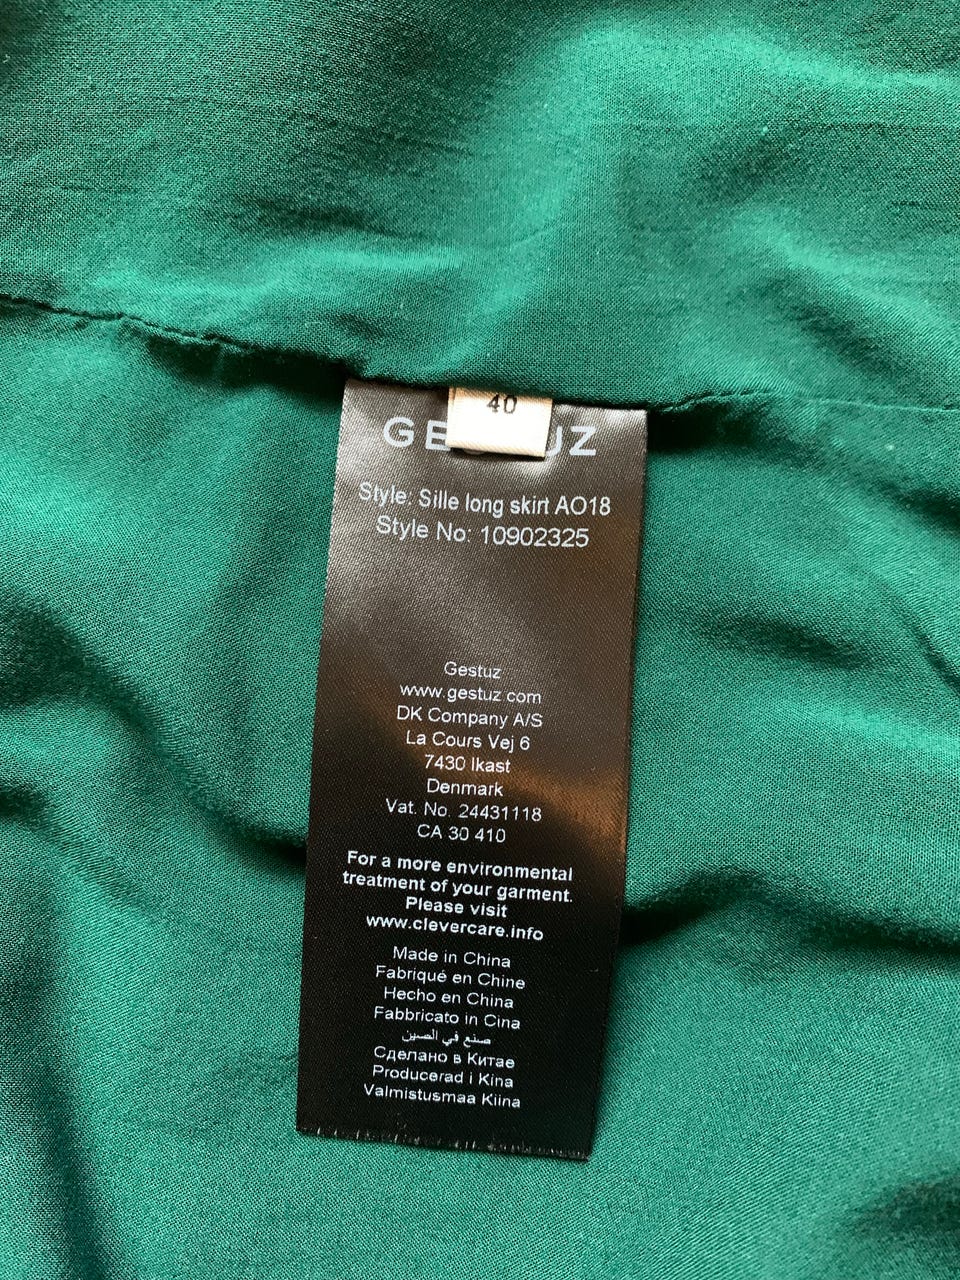 40
GESTUZ
Style: Sille long skirt AO18
Style No: 10902325
Gestuz
www.gestuz.com
DK Company A/S
La Cours Vej 6
7430 Ikast
Denmark
Vat. No. 24431118
CA 30 410
For a more environmental
treatment of your garment.
Please visit
www.clevercare.info
Made in China
Fabriqué en Chine
Hecho en China
Fabbricato in Cina
صنع في الصين
Сделано в Китае
Producerad i Kina
Valmistusmaa Kiina